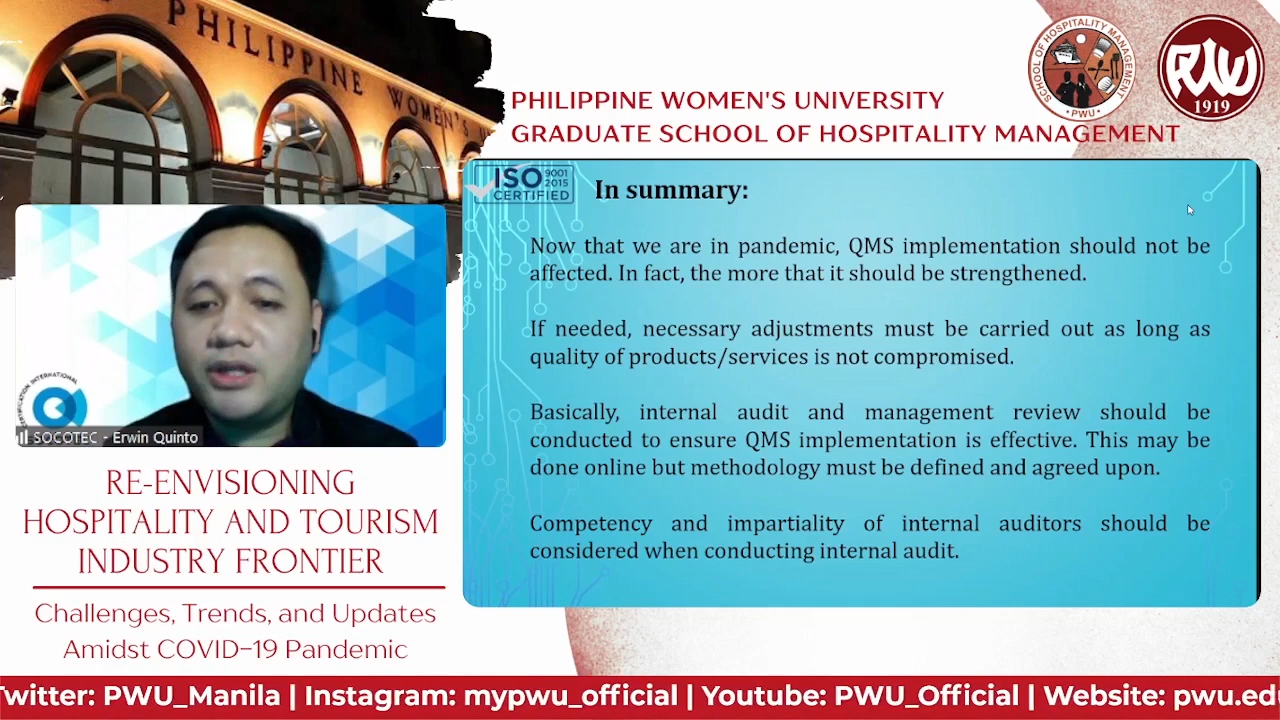 PHILIPPINE WOMEN'S U
SCHOOL OF HOSPITALITY MANAGEMENT
PWU
PWU
1919
PHILIPPINE WOMEN'S UNIVERSITY
GRADUATE SCHOOL OF HOSPITALITY MANAGEMENT
ISO 9001 2015
CERTIFIED
In summary:
Now that we are in pandemic, QMS implementation should not be
affected. In fact, the more that it should be strengthened.
If needed, necessary adjustments must be carried out as long as
quality of products/services is not compromised.
Basically, internal audit and management review should be
conducted to ensure QMS implementation is effective. This may be
done online but methodology must be defined and agreed upon.
Competency and impartiality of internal auditors should be
considered when conducting internal audit.
CERTIFICATION INTERNATIONAL
SOCOTEC - Erwin Quinto
RE-ENVISIONING
HOSPITALITY AND TOURISM
INDUSTRY FRONTIER
Challenges, Trends, and Updates
Amidst COVID-19 Pandemic
Twitter: PWU_Manila | Instagram: mypwu_official | Youtube: PWU_Official | Website: pwu.edu